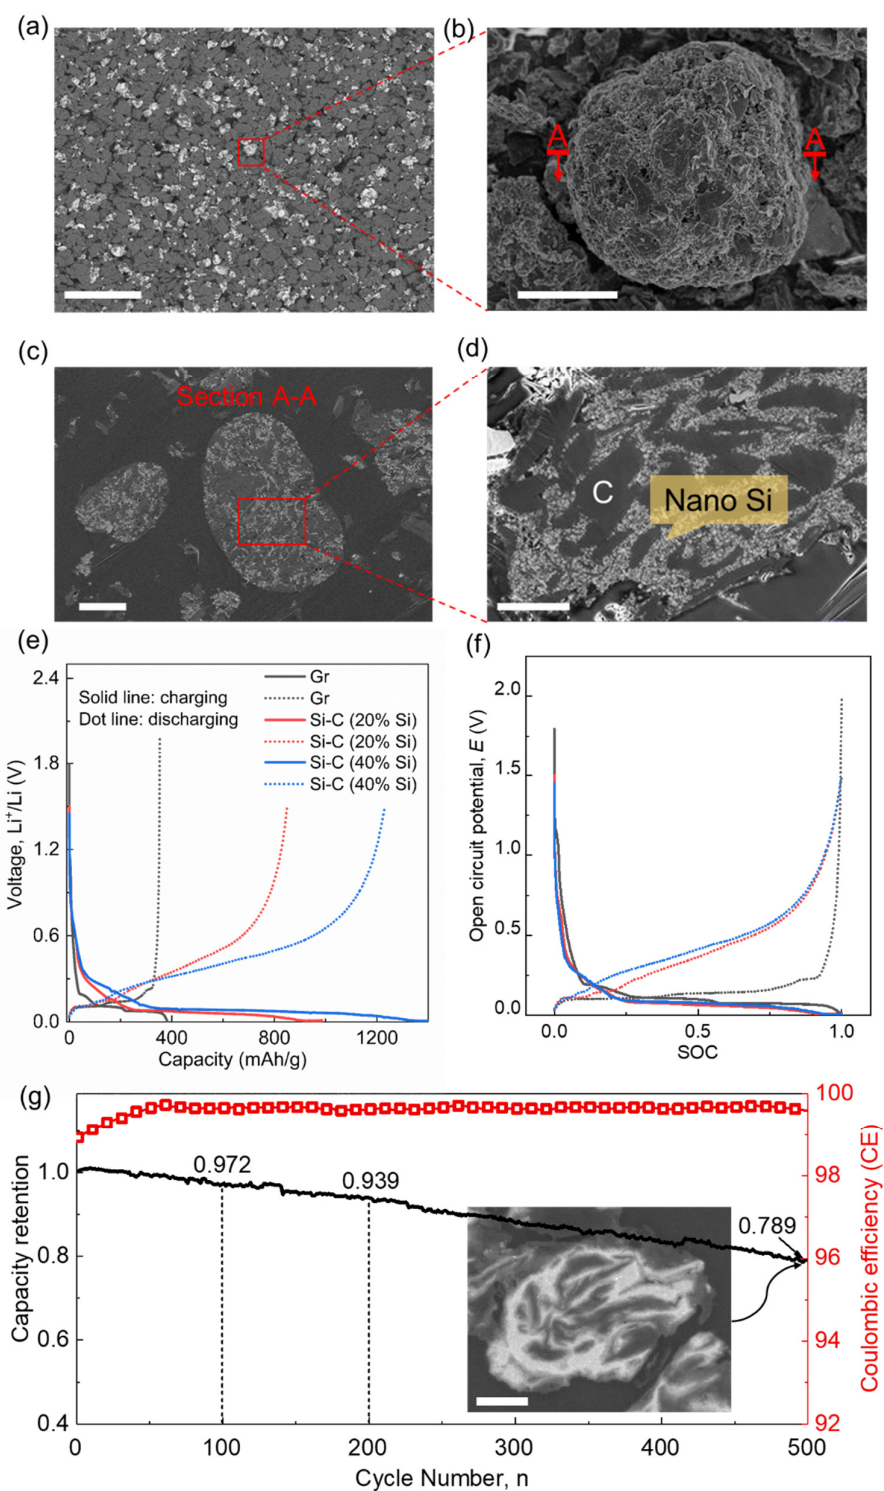 (a)
(b)
A
A
(c)
(d)
Section A-A
C
Nano Si
(e)
(f)
2.4
1.8
1.2
0.6
0.0
Voltage, Li⁺/Li (V)
Solid line: charging
Dot line: discharging
Gr
Gr
Si-C (20% Si)
Si-C (20% Si)
Si-C (40% Si)
Si-C (40% Si)
0 400 800 1200
Capacity (mAh/g)
2.0
1.5
1.0
0.5
0.0
Open circuit potential, E (V)
0.0 0.5 1.0
SOC
(g)
1.0
0.8
0.6
0.4
Capacity retention
0.972
0.939
0.789
100
98
96
94
92
Coulombic efficiency (CE)
0 100 200 300 400 500
Cycle Number, n